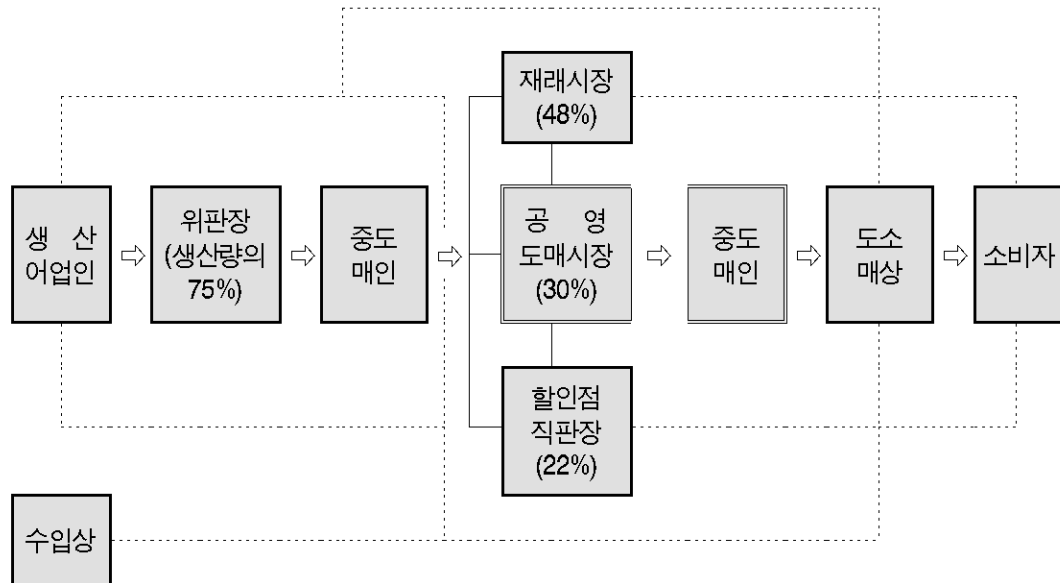 재래시장
(48%)
생 산
어업인
위판장
(생산량의
75%)
중도
매인
공 영
도매시장
(30%)
중도
매인
도소
매상
소비자
할인점
직판장
(22%)
수입상